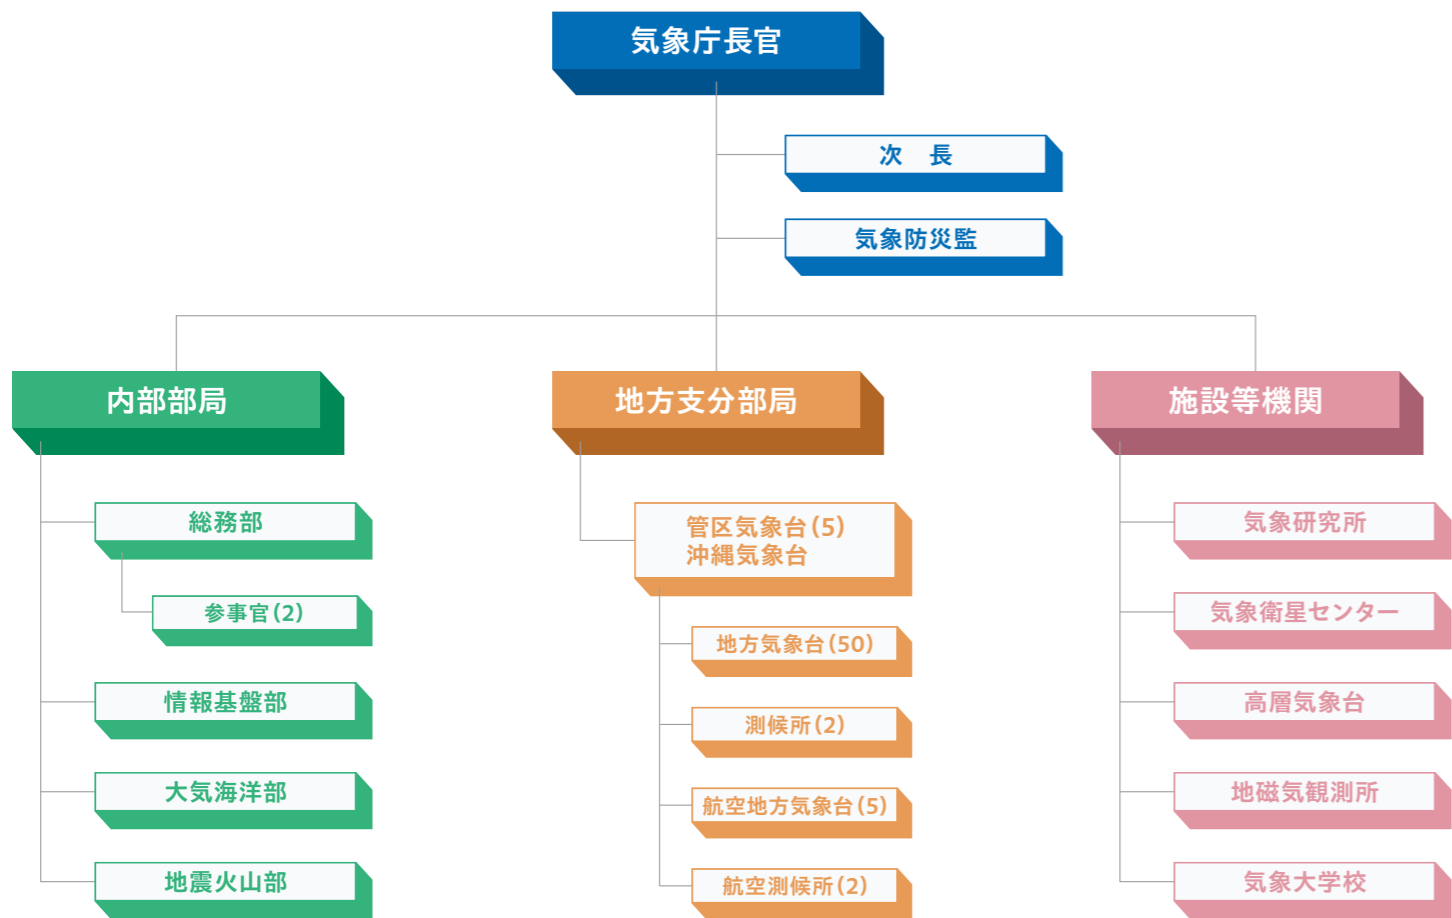 気象庁長官
次　長
気象防災監
内部部局
総務部
参事官(2)
情報基盤部
大気海洋部
地震火山部
地方支分部局
管区気象台(5)
沖縄気象台
地方気象台(50)
測候所(2)
航空地方気象台(5)
航空測候所(2)
施設等機関
気象研究所
気象衛星センター
高層気象台
地磁気観測所
気象大学校